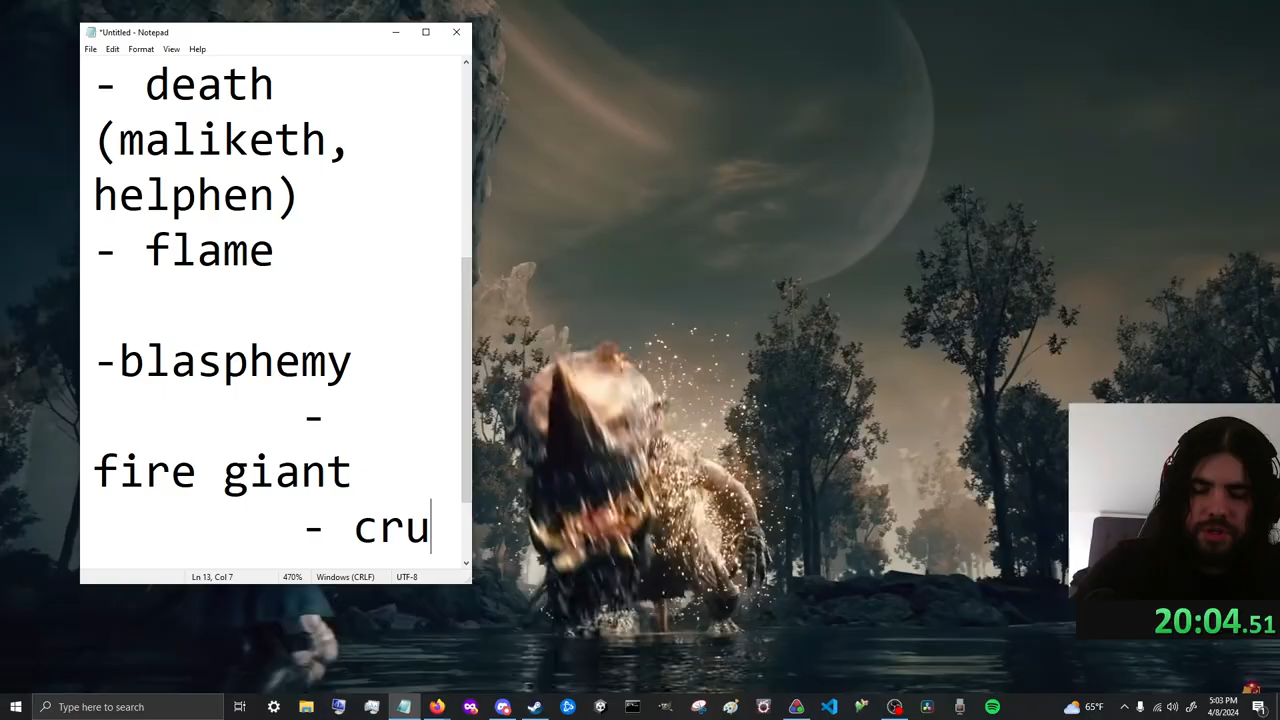 *Untitled - Notepad
File Edit Format View Help
- death
(maliketh,
helphen)
- flame
-blasphemy
-
fire giant
- cru
Ln 13, Col 7 470% Windows (CRLF) UTF-8
20:04.51
Type here to search
65°F
5:03 PM
4/8/2024